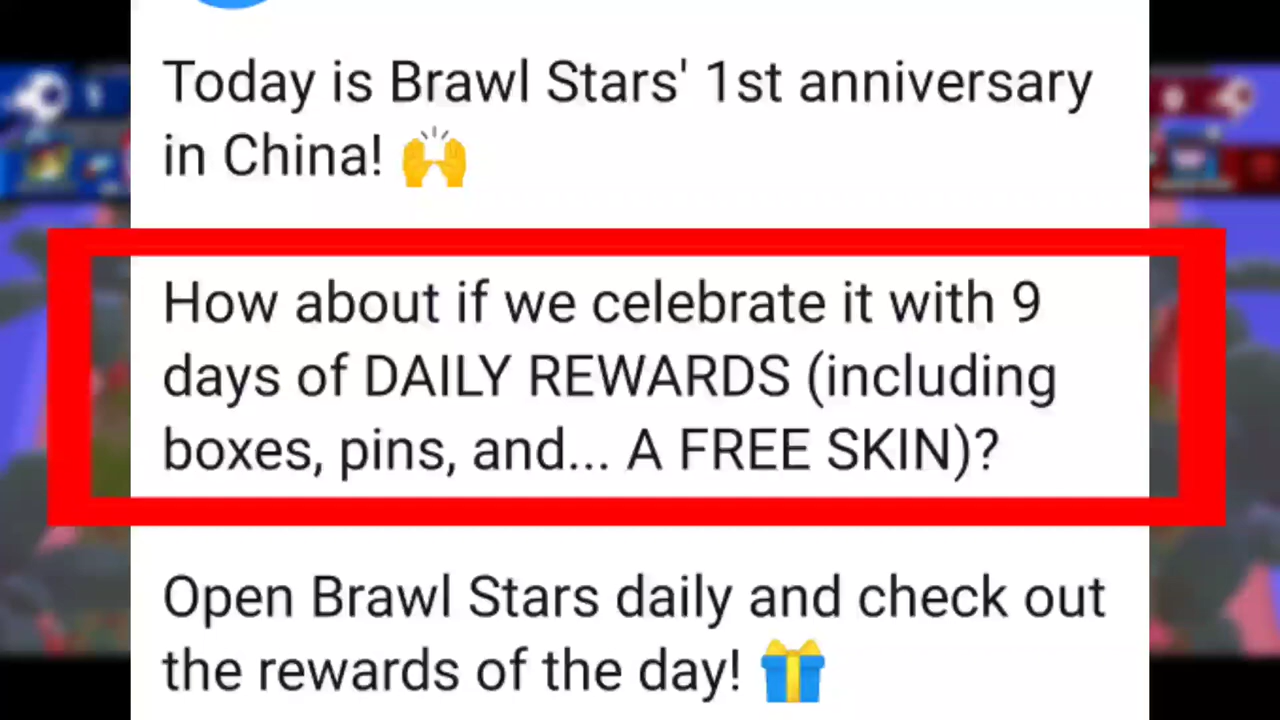 Today is Brawl Stars' 1st anniversary
in China! 🙌
How about if we celebrate it with 9
days of DAILY REWARDS (including
boxes, pins, and... A FREE SKIN)?
Open Brawl Stars daily and check out
the rewards of the day! 🎁